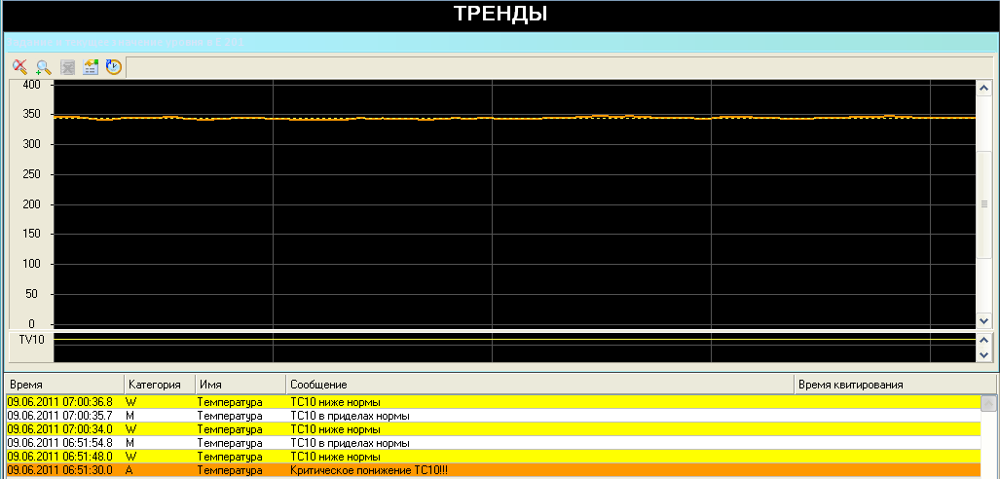 ТРЕНДЫ
400
350
300
250
200
150
100
50
0
TV10
Время Категория Имя Сообщение Время квитирования
09.06.2011 07:00:36.8 W Температура ТС10 ниже нормы
09.06.2011 07:00:35.7 M Температура ТС10 в приделах нормы
09.06.2011 07:00:34.0 W Температура ТС10 ниже нормы
09.06.2011 06:51:54.8 M Температура ТС10 в приделах нормы
09.06.2011 06:51:48.0 W Температура ТС10 ниже нормы
09.06.2011 06:51:30.0 A Температура Критическое понижение ТС10!!!